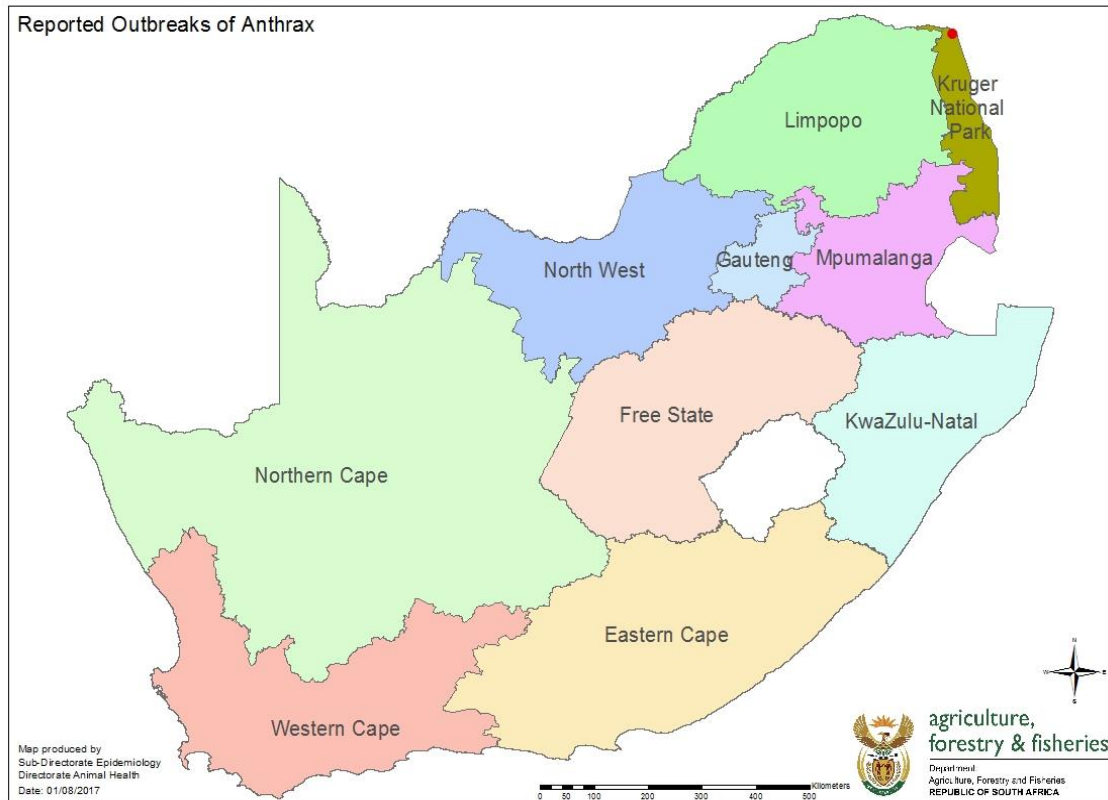 Reported Outbreaks of Anthrax
Kruger
National
Park
Limpopo
North West
Gauteng
Mpumalanga
Free State
KwaZulu-Natal
Northern Cape
Eastern Cape
Western Cape
N
W
E
S
Map produced by
Sub-Directorate Epidemiology
Directorate Animal Health
Date: 01/08/2017
Kilometers
0 50 100 200 300 400 500
agriculture,
forestry & fisheries
Department:
Agriculture, Forestry and Fisheries
REPUBLIC OF SOUTH AFRICA